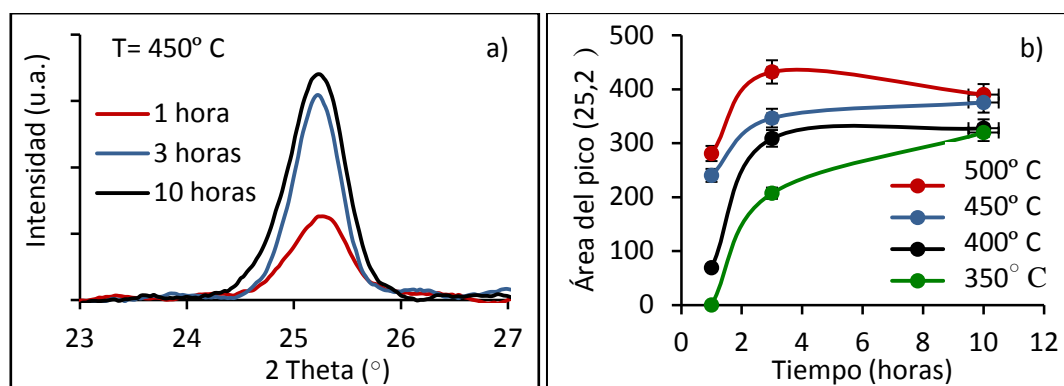 T= 450º C
a)
1 hora
3 horas
10 horas
Intensidad (u.a.)
23 24 25 26 27
2 Theta (○)
b)
Área del pico (25,2)
500
400
300
200
100
0
500º C
450º C
400º C
350○ C
0 2 4 6 8 10 12
Tiempo (horas)